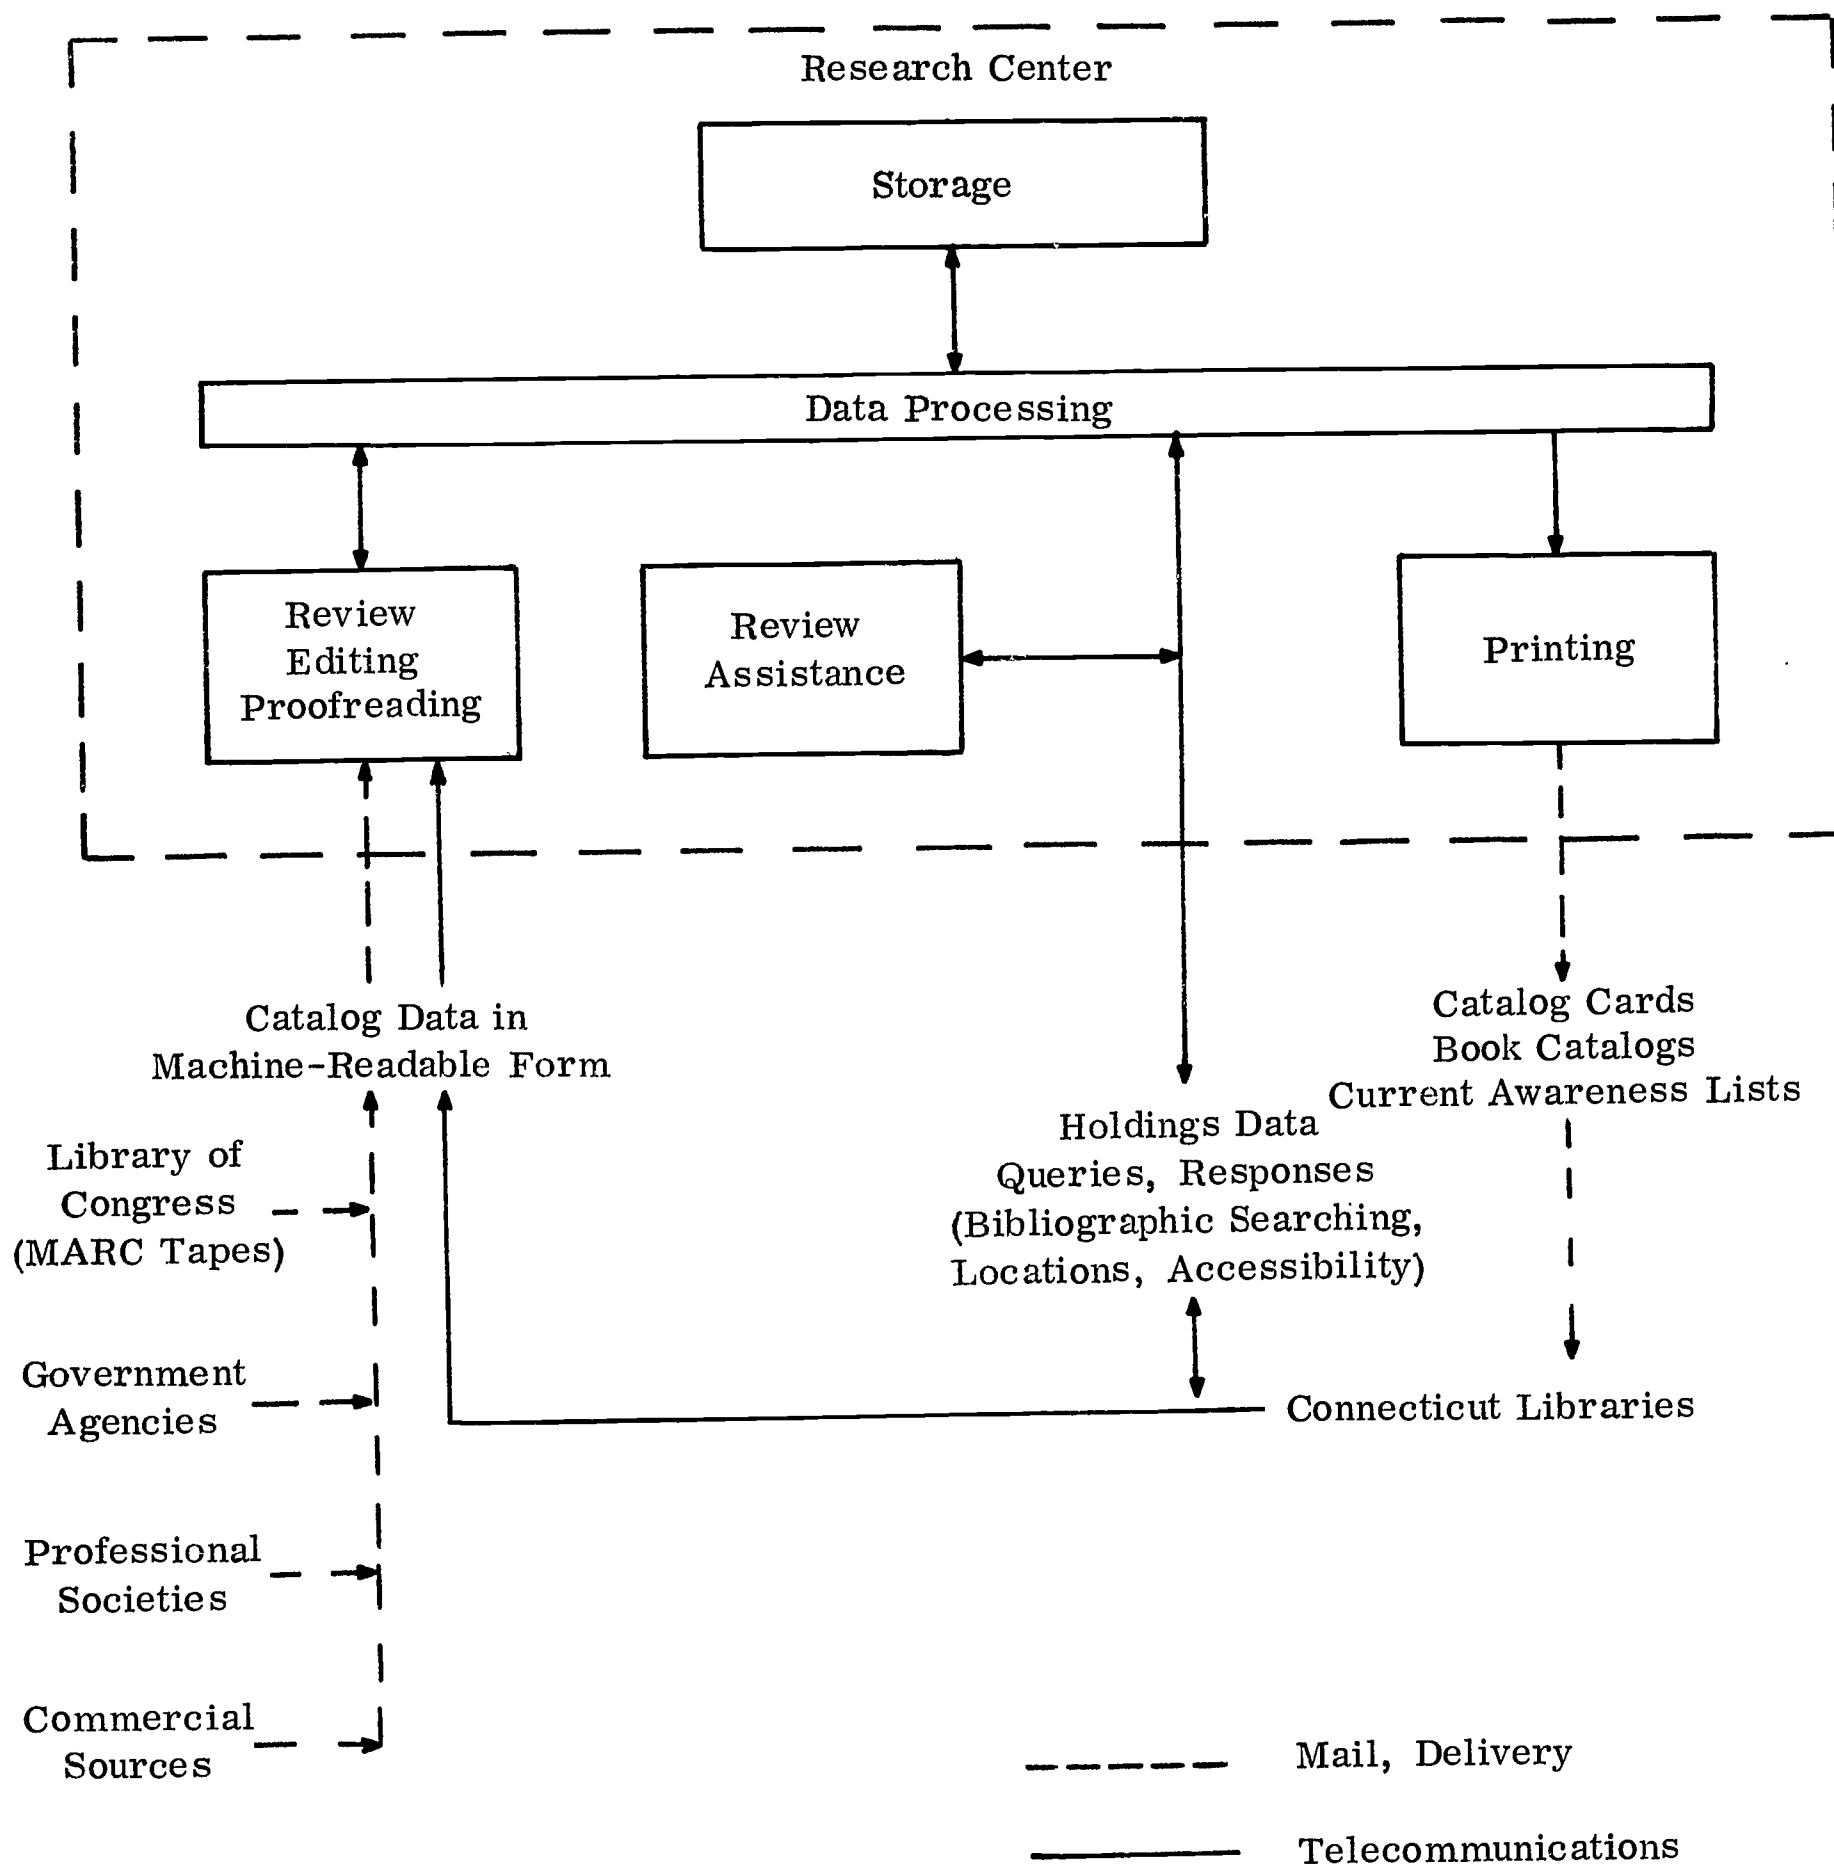 Research Center
Storage
Data Processing
Review
Editing
Proofreading
Review
Assistance
Printing
Catalog Data in
Machine-Readable Form
Catalog Cards
Book Catalogs
Current Awareness Lists
Holdings Data
Queries, Responses
(Bibliographic Searching,
Locations, Accessibility)
Library of
Congress
(MARC Tapes)
Government
Agencies
Connecticut Libraries
Professional
Societies
Commercial
Sources
Mail, Delivery
Telecommunications